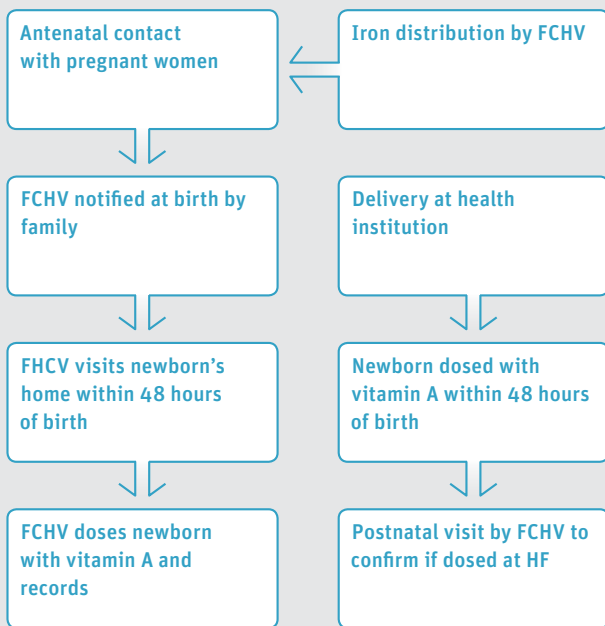 Antenatal contact
with pregnant women
Iron distribution by FCHV
FCHV notified at birth by
family
Delivery at health
institution
FHCV visits newborn's
home within 48 hours
of birth
Newborn dosed with
vitamin A within 48 hours
of birth
FCHV doses newborn
with vitamin A and
records
Postnatal visit by FCHV to
confirm if dosed at HF